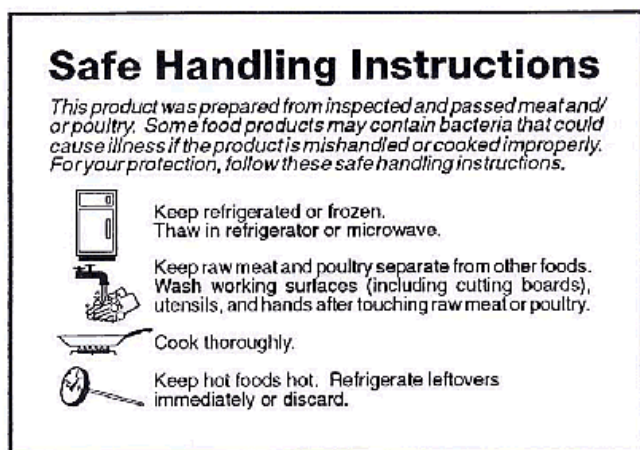 Safe Handling Instructions
This product was prepared from inspected and passed meat and/
or poultry. Some food products may contain bacteria that could
cause illness if the product is mishandled or cooked improperly.
For your protection, follow these safe handling instructions.
Keep refrigerated or frozen.
Thaw in refrigerator or microwave.
Keep raw meat and poultry separate from other foods.
Wash working surfaces (including cutting boards),
utensils, and hands after touching raw meat or poultry.
Cook thoroughly.
Keep hot foods hot. Refrigerate leftovers
immediately or discard.